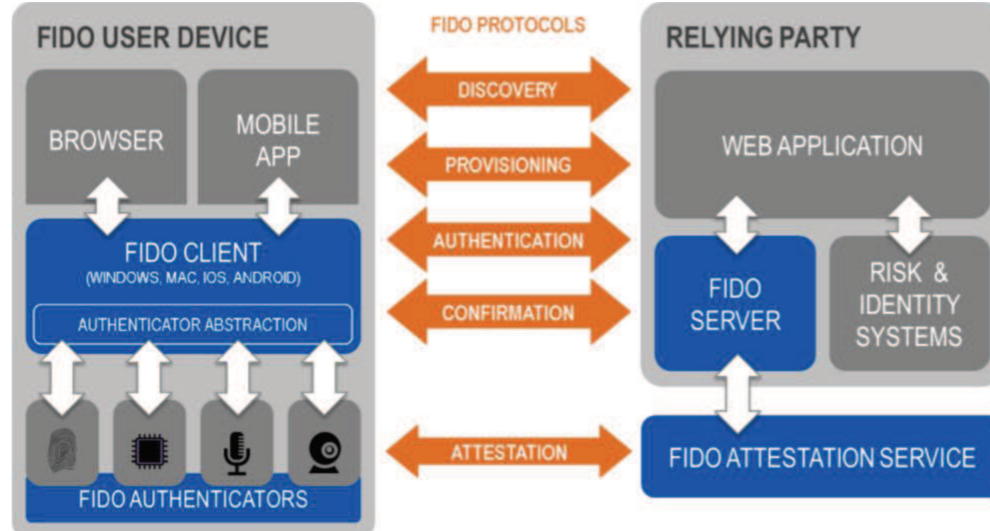 FIDO USER DEVICE
BROWSER
MOBILE
APP
FIDO CLIENT
(WINDOWS, MAC, IOS, ANDROID)
AUTHENTICATOR ABSTRACTION
FIDO AUTHENTICATORS
FIDO PROTOCOLS
DISCOVERY
PROVISIONING
AUTHENTICATION
CONFIRMATION
ATTESTATION
RELYING PARTY
WEB APPLICATION
FIDO
SERVER
RISK &
IDENTITY
SYSTEMS
FIDO ATTESTATION SERVICE